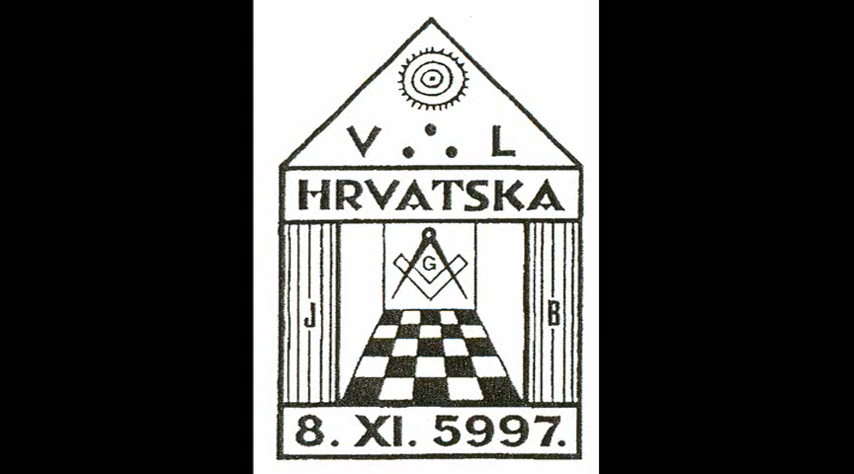 V ∴ L
HRVATSKA
G
J
B
8. XI. 5997.